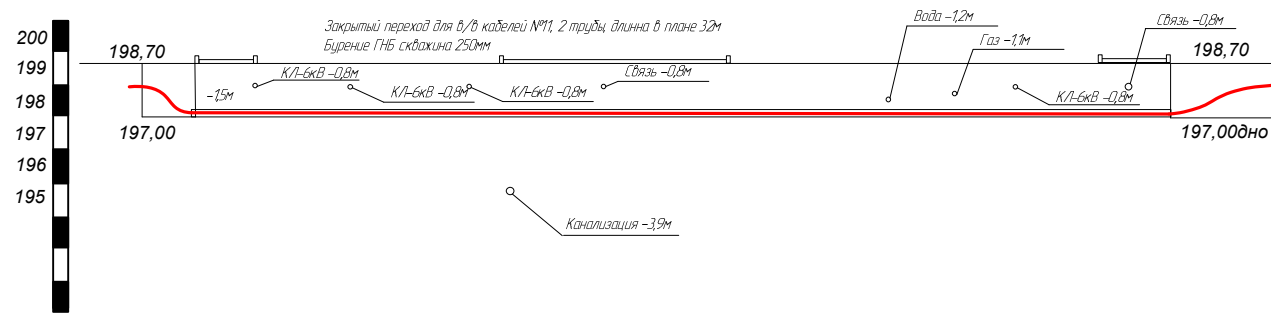 Закрытый переход для в/в кабелей №11, 2 трубы, длинна в плане 32м
Бурение ГНБ скважина 250мм
Вода -1,2м
Связь -0,8м
Газ -1,1м
200
199
198
197
196
195
198,70
198,70
КЛ-6кВ -0,8м
Связь -0,8м
-1,5м
КЛ-6кВ -0,8м
КЛ-6кВ -0,8м
КЛ-6кВ -0,8м
197,00
197,00дно
Канализация -3,9м